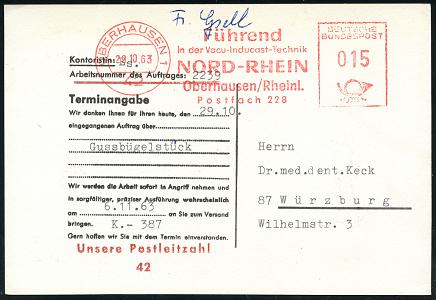 Fr. Gsell
OBERHAUSEN 1
29.10.63
42
Führend
in der Vacu-Inducast-Technik
NORD-RHEIN
Oberhausen/Rheinl.
Postfach 228
DEUTSCHE
BUNDESPOST
015
Kontoristin: Ss.
Arbeitsnummer des Auftrages: 2239
Terminangabe
Wir danken Ihnen für Ihren heute, den 29.10.
eingegangenen Auftrag über
Gussbügelstück
Wir werden die Arbeit sofort in Angriff nehmen und
in sorgfältiger, präziser Ausführung wahrscheinlich
am 6.11.63 an Sie zum Versand
bringen. K.- 387
Gern haffen wir Sie mit dem Termin einverstanden.
Unsere Postleitzahl
42
Herrn
Dr.med.dent.Keck
87 Würzburg
Wilhelmstr. 3